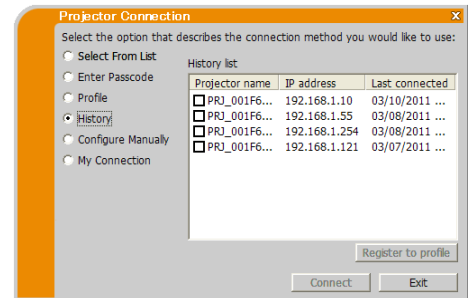 Projector Connection x
Select the option that describes the connection method you would like to use:
Select From List
Enter Passcode
Profile
History
Configure Manually
My Connection
History list
Projector name IP address Last connected
PRJ_001F6... 192.168.1.10 03/10/2011 ...
PRJ_001F6... 192.168.1.55 03/08/2011 ...
PRJ_001F6... 192.168.1.254 03/08/2011 ...
PRJ_001F6... 192.168.1.121 03/07/2011 ...
Register to profile
Connect Exit